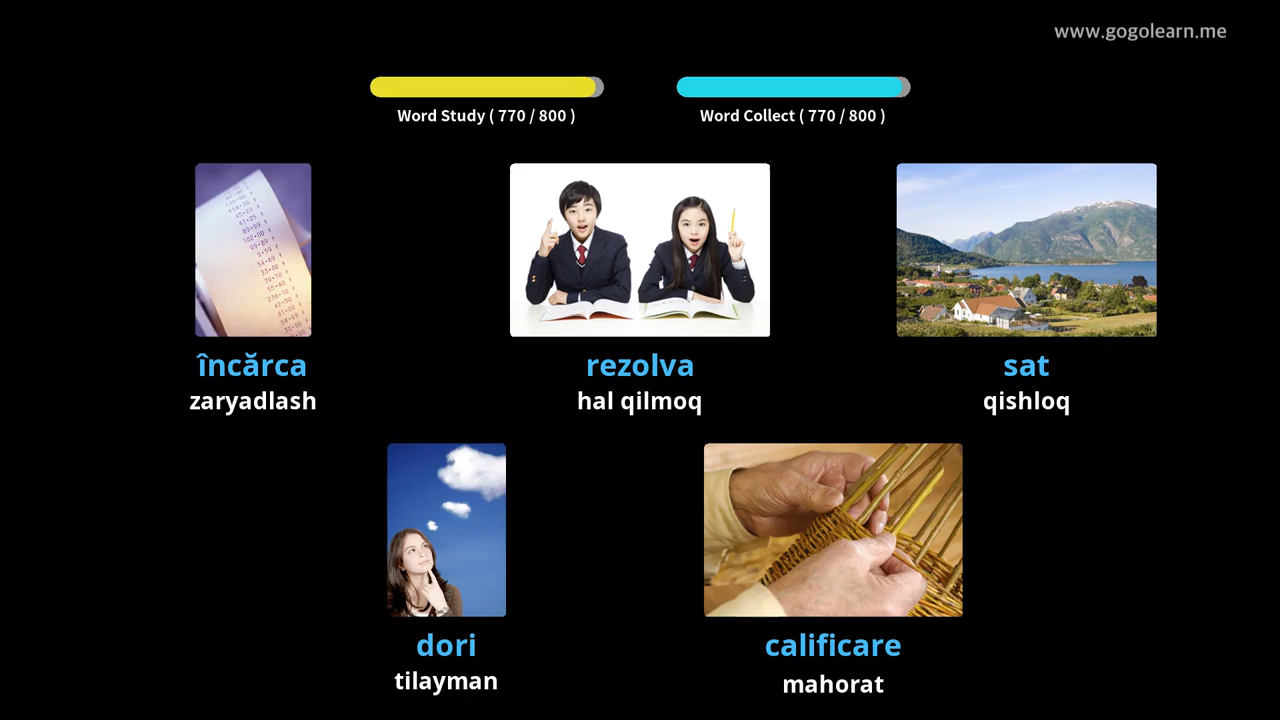 www.gogolearn.me
Word Study ( 770 / 800 )
Word Collect ( 770 / 800 )
încărca
zaryadlash
rezolva
hal qilmoq
sat
qishloq
dori
tilayman
calificare
mahorat